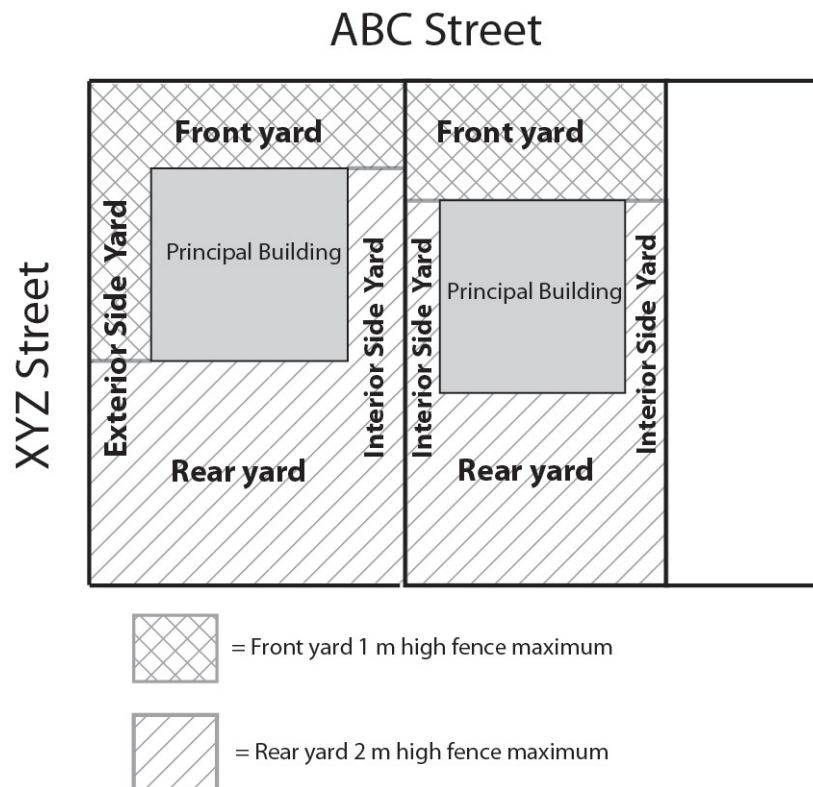 ABC Street
XYZ Street
Front yard
Front yard
Principal Building
Principal Building
Exterior Side Yard
Interior Side Yard
Interior Side Yard
Interior Side Yard
Rear yard
Rear yard
= Front yard 1 m high fence maximum
= Rear yard 2 m high fence maximum